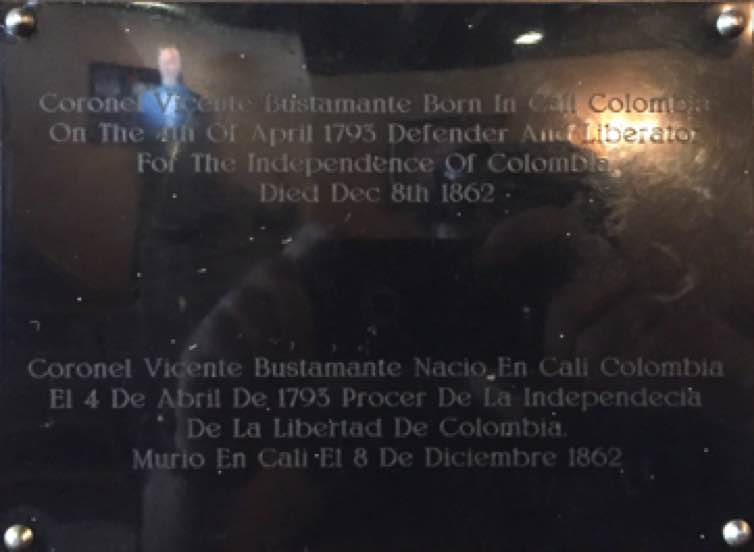 Coronel Vicente Bustamante Born In Cali Colombia
On The 4th Of April 1793 Defender And Liberator
For The Independence Of Colombia.
Died Dec 8th 1862
Coronel Vicente Bustamante Nacio En Cali Colombia
El 4 De Abril De 1793 Procer De La Independecia
De La Libertad De Colombia.
Murio En Cali El 8 De Diciembre 1862